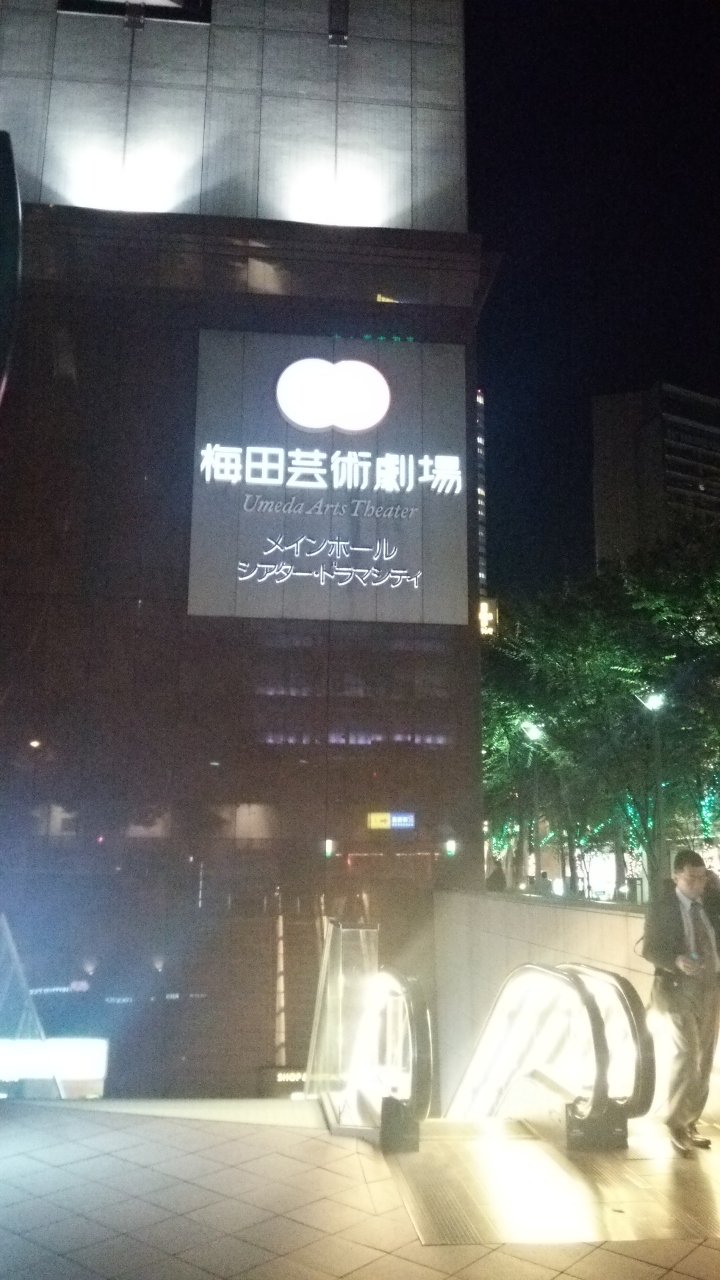 梅田芸術劇場
Umeda Arts Theater
メインホール
シアター・ドラマシティ
SHOP